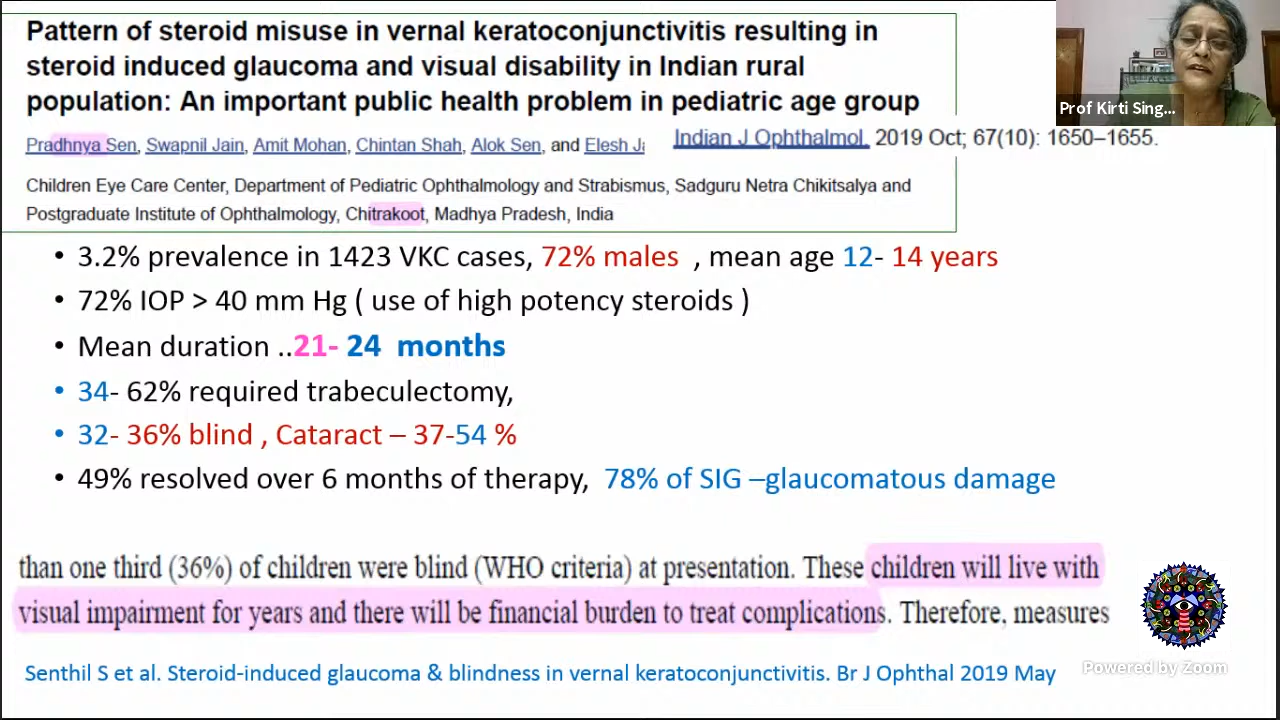 Pattern of steroid misuse in vernal keratoconjunctivitis resulting in
steroid induced glaucoma and visual disability in Indian rural
population: An important public health problem in pediatric age group
Prof Kirti Sing...
Pradhnya Sen, Swapnil Jain, Amit Mohan, Chintan Shah, Alok Sen, and Elesh Ja
Indian J Ophthalmol. 2019 Oct; 67(10): 1650–1655.
Children Eye Care Center, Department of Pediatric Ophthalmology and Strabismus, Sadguru Netra Chikitsalya and
Postgraduate Institute of Ophthalmology, Chitrakoot, Madhya Pradesh, India
• 3.2% prevalence in 1423 VKC cases, 72% males , mean age 12- 14 years
• 72% IOP > 40 mm Hg ( use of high potency steroids )
• Mean duration ..21- 24 months
• 34- 62% required trabeculectomy,
• 32- 36% blind , Cataract – 37-54 %
• 49% resolved over 6 months of therapy, 78% of SIG –glaucomatous damage
than one third (36%) of children were blind (WHO criteria) at presentation. These children will live with
visual impairment for years and there will be financial burden to treat complications. Therefore, measures
Powered by Zoom
Senthil S et al. Steroid-induced glaucoma & blindness in vernal keratoconjunctivitis. Br J Ophthal 2019 May